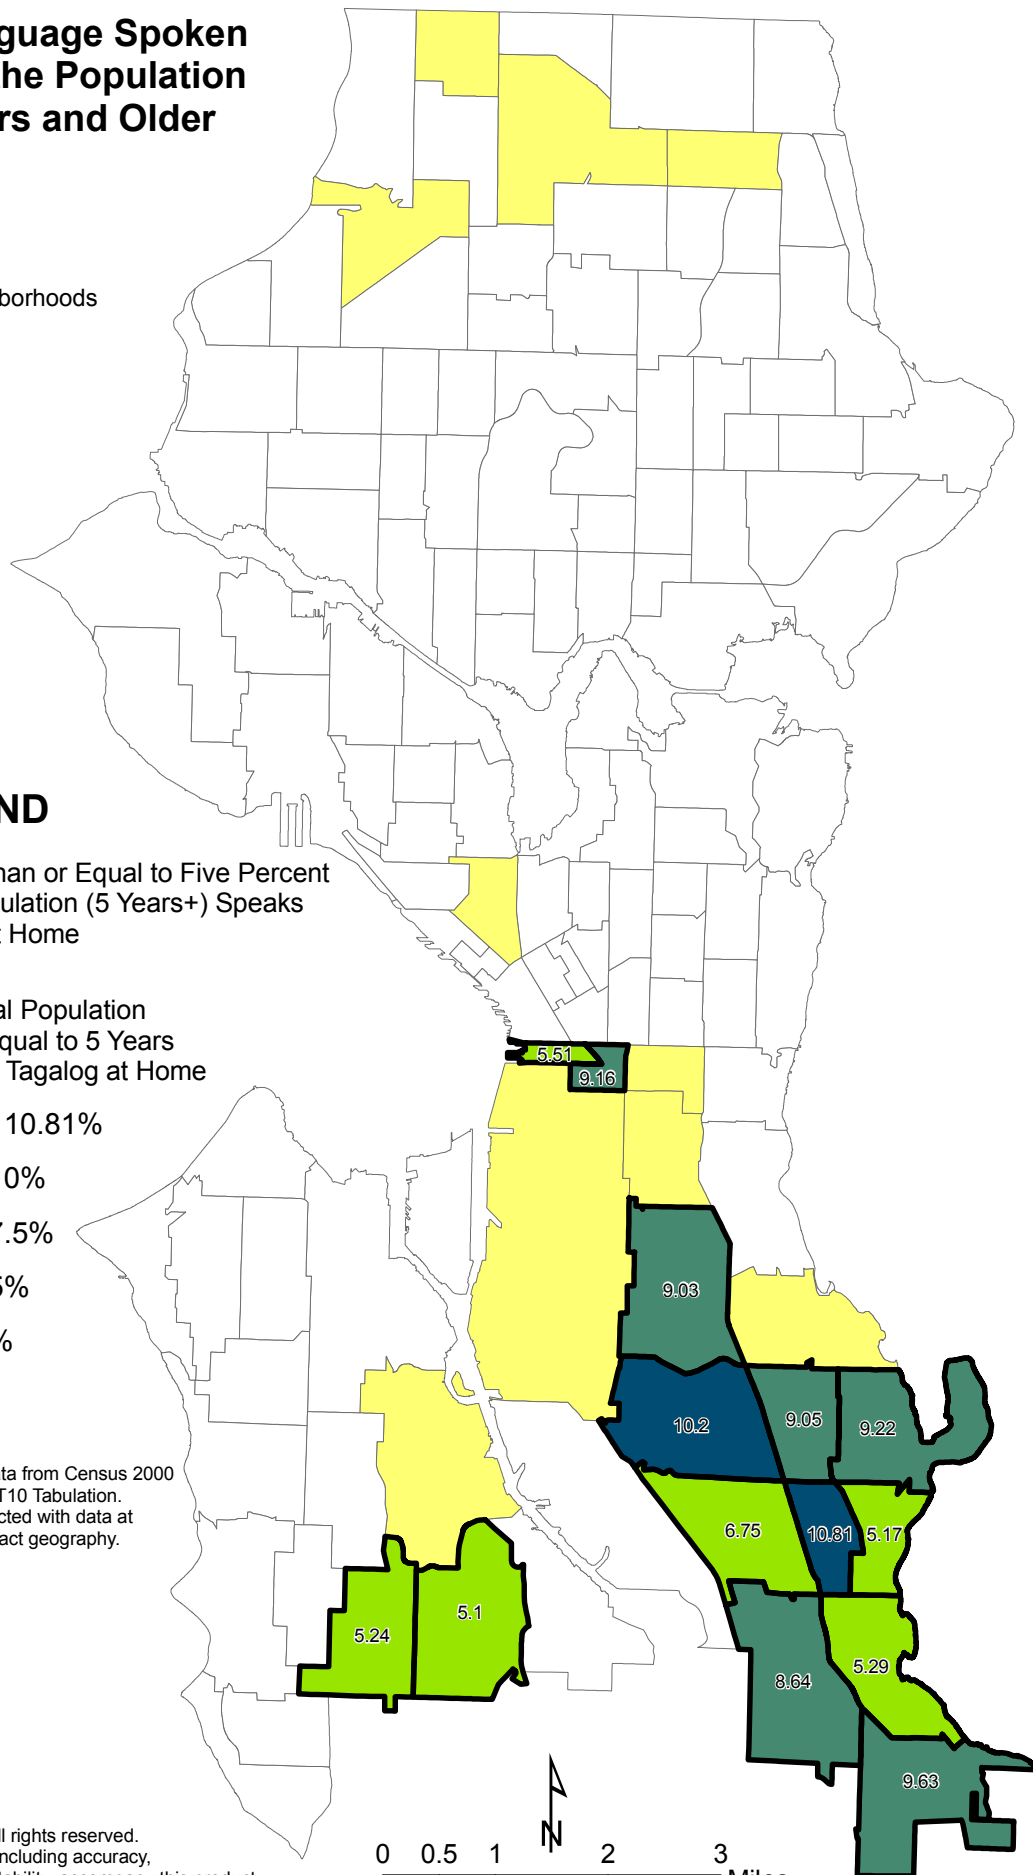 guage Spoken
he Population
rs and Older
borhoods
ND
han or Equal to Five Percent
ulation (5 Years+) Speaks
t Home
al Population
qual to 5 Years
Tagalog at Home
10.81%
0%
7.5%
5%
%
5.51
9.16
9.03
10.2
9.05
9.22
6.75
10.81
5.17
5.24
5.1
8.64
5.29
9.63
ata from Census 2000
T10 Tabulation.
cted with data at
act geography.
ll rights reserved.
including accuracy,
N
0 0.5 1 2 3
Miles